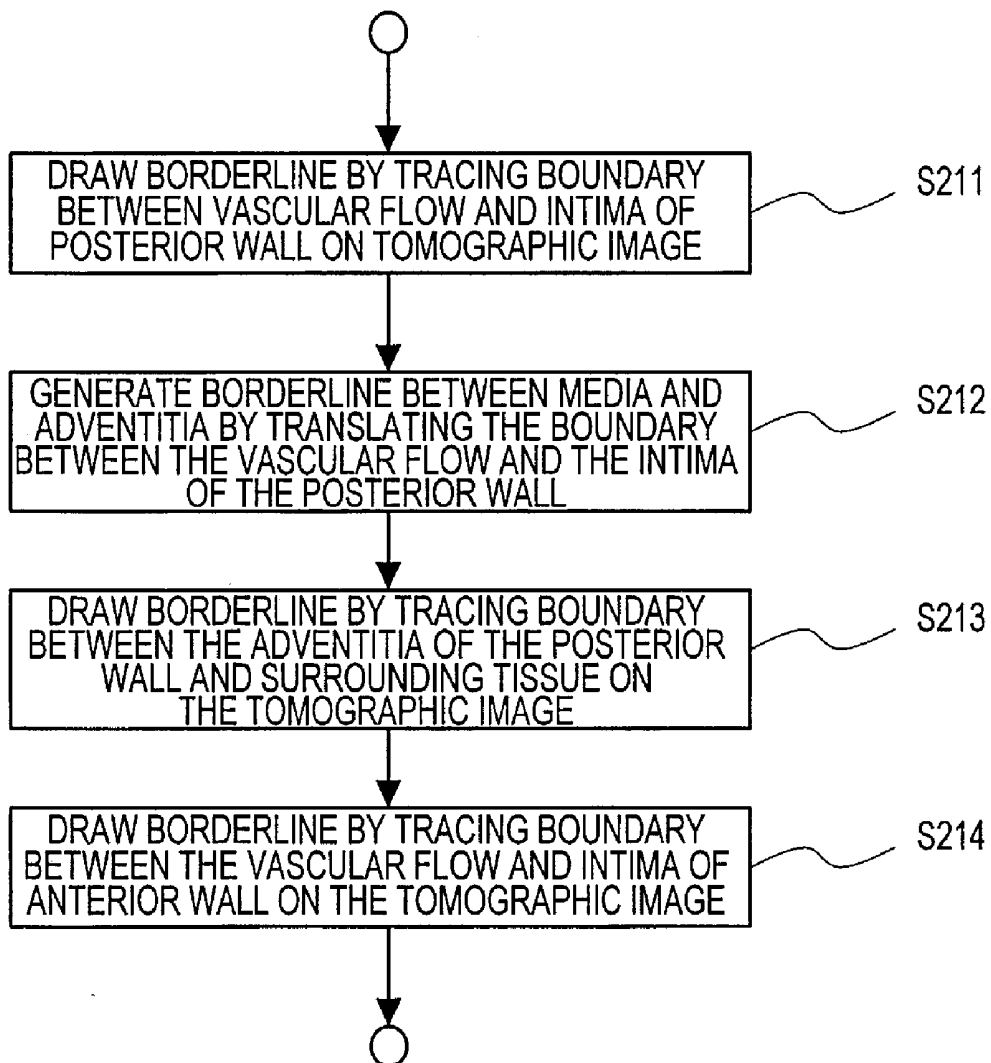 DRAW BORDERLINE BY TRACING BOUNDARY
BETWEEN VASCULAR FLOW AND INTIMA OF
POSTERIOR WALL ON TOMOGRAPHIC IMAGE
S211
GENERATE BORDERLINE BETWEEN MEDIA AND
ADVENTITIA BY TRANSLATING THE BOUNDARY
BETWEEN THE VASCULAR FLOW AND THE INTIMA
OF THE POSTERIOR WALL
S212
DRAW BORDERLINE BY TRACING BOUNDARY
BETWEEN THE ADVENTITIA OF THE POSTERIOR
WALL AND SURROUNDING TISSUE ON
THE TOMOGRAPHIC IMAGE
S213
DRAW BORDERLINE BY TRACING BOUNDARY
BETWEEN THE VASCULAR FLOW AND INTIMA OF
ANTERIOR WALL ON THE TOMOGRAPHIC IMAGE
S214